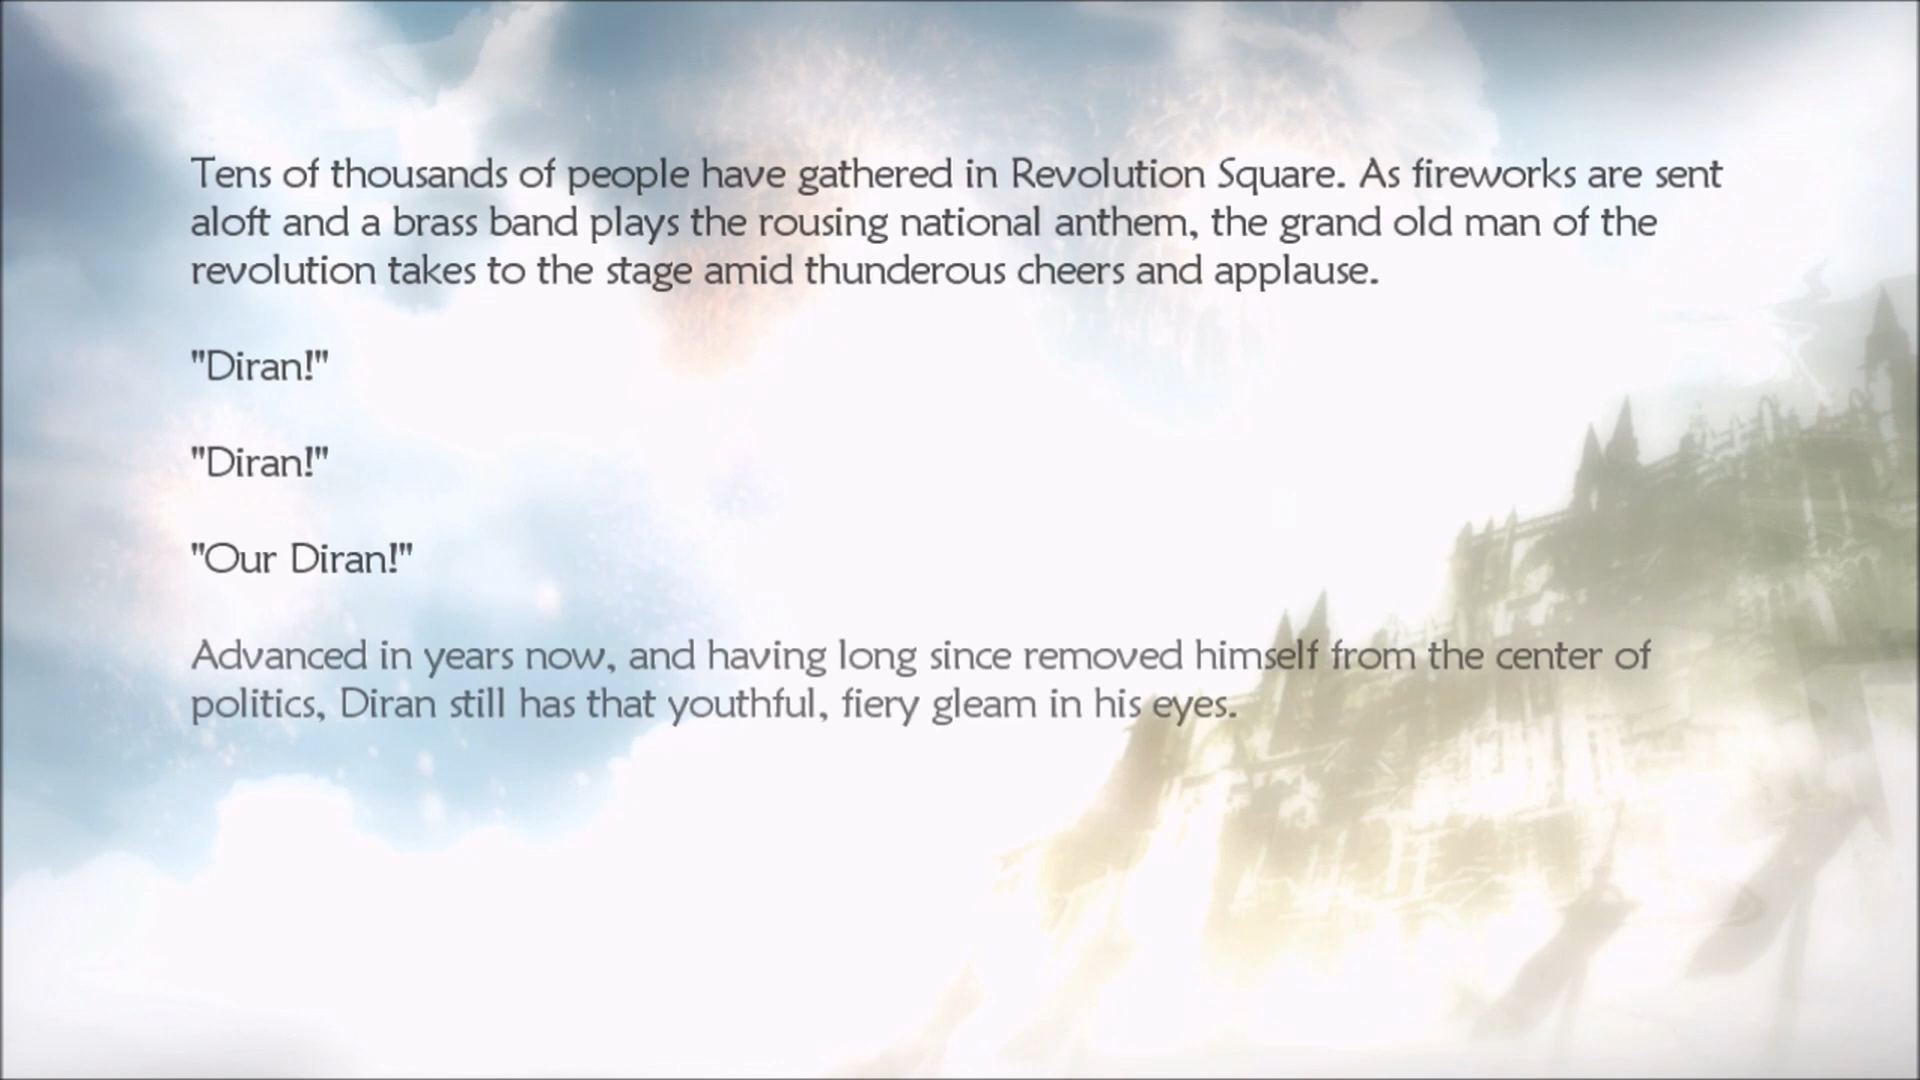 Tens of thousands of people have gathered in Revolution Square. As fireworks are sent
aloft and a brass band plays the rousing national anthem, the grand old man of the
revolution takes to the stage amid thunderous cheers and applause.
"Diran!"
"Diran!"
"Our Diran!"
Advanced in years now, and having long since removed himself from the center of
politics, Diran still has that youthful, fiery gleam in his eyes.